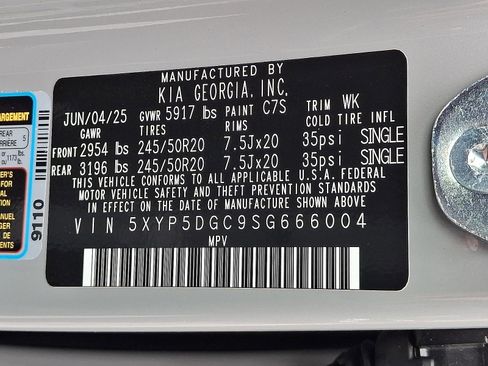 MANUFACTURED BY
KIA GEORGIA, INC.
JUN/04/25 GVWR 5917 lbs PAINT C7S TRIM WK
GAWR TIRES RIMS COLD TIRE INFL
FRONT 2954 lbs 245/50R20 7.5Jx20 35psi SINGLE
REAR 3196 lbs 245/50R20 7.5Jx20 35psi SINGLE
THIS VEHICLE CONFORMS TO ALL APPLICABLE U.S.A. FEDERAL
MOTOR VEHICLE SAFETY AND THEFT PREVENTION STANDARDS
IN EFFECT ON THE DATE OF MANUFACTURE SHOWN ABOVE.
VIN 5XYP5DGC9SG666004
MPV
9110